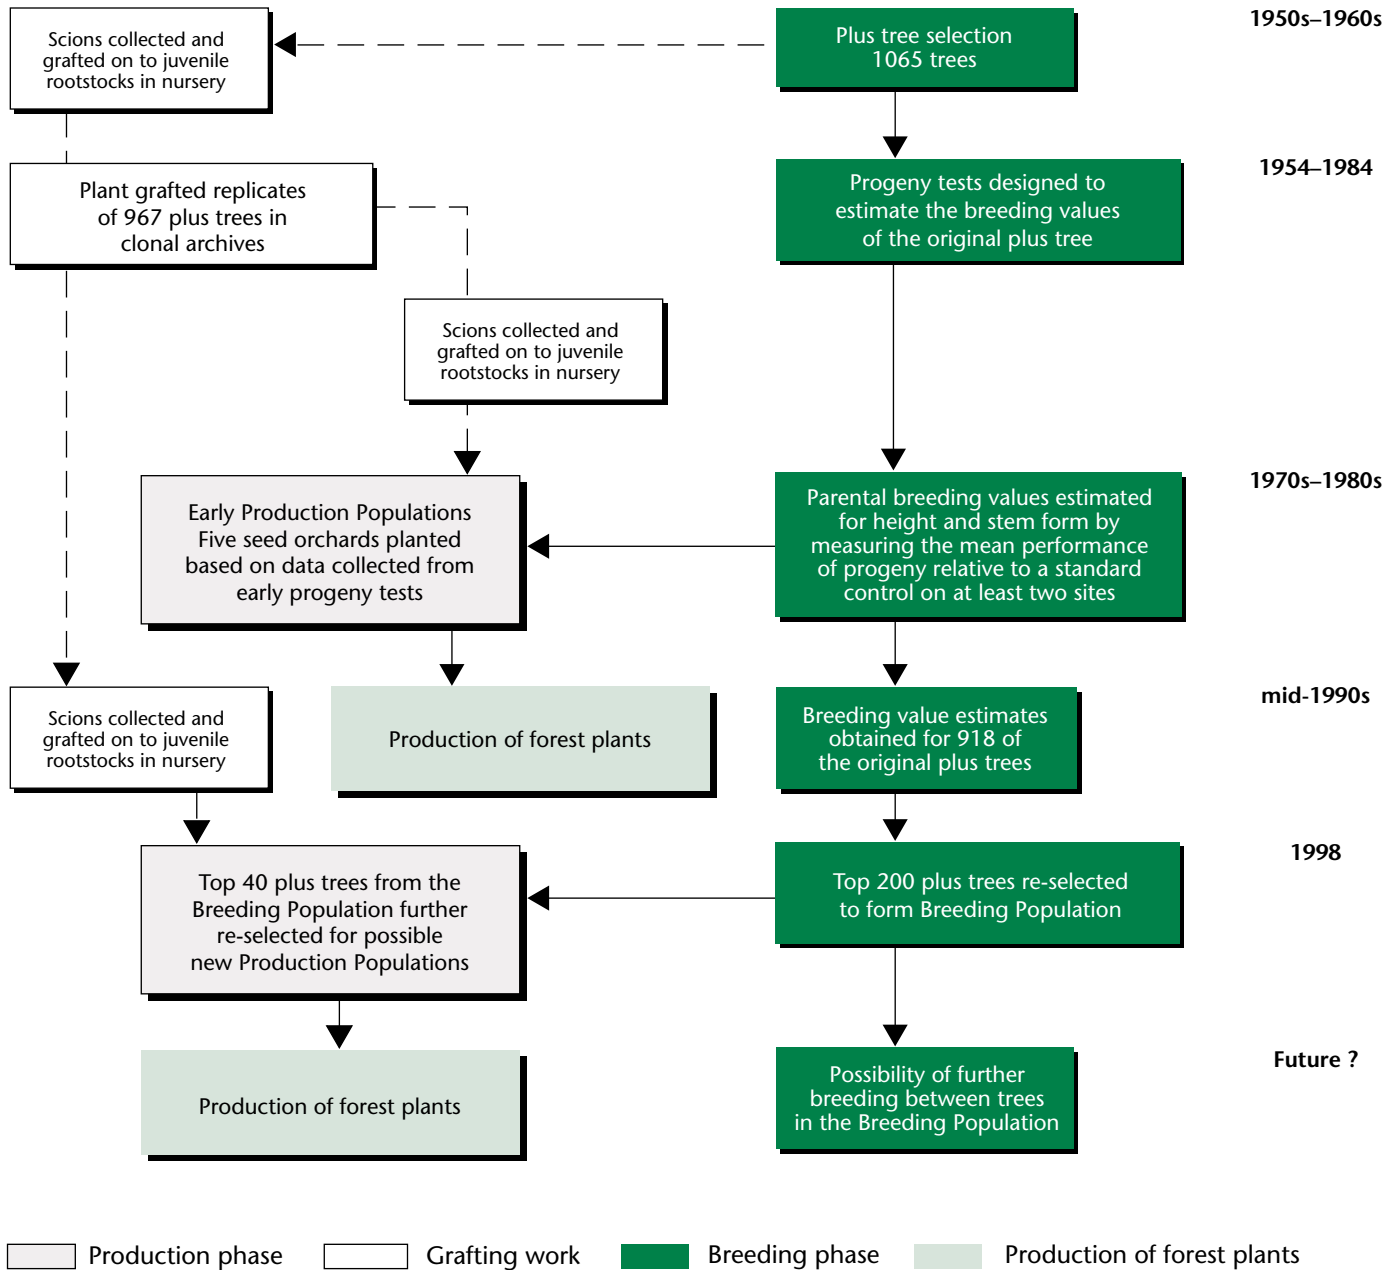 Scions collected and
grafted on to juvenile
rootstocks in nursery
Plus tree selection
1065 trees
1950s–1960s
Plant grafted replicates
of 967 plus trees in
clonal archives
Progeny tests designed to
estimate the breeding values
of the original plus tree
1954–1984
Scions collected and
grafted on to juvenile
rootstocks in nursery
Early Production Populations
Five seed orchards planted
based on data collected from
early progeny tests
Parental breeding values estimated
for height and stem form by
measuring the mean performance
of progeny relative to a standard
control on at least two sites
1970s–1980s
Scions collected and
grafted on to juvenile
rootstocks in nursery
Production of forest plants
Breeding value estimates
obtained for 918 of
the original plus trees
mid-1990s
Top 40 plus trees from the
Breeding Population further
re-selected for possible
new Production Populations
Top 200 plus trees re-selected
to form Breeding Population
1998
Production of forest plants
Possibility of further
breeding between trees
in the Breeding Population
Future ?
Production phase
Grafting work
Breeding phase
Production of forest plants